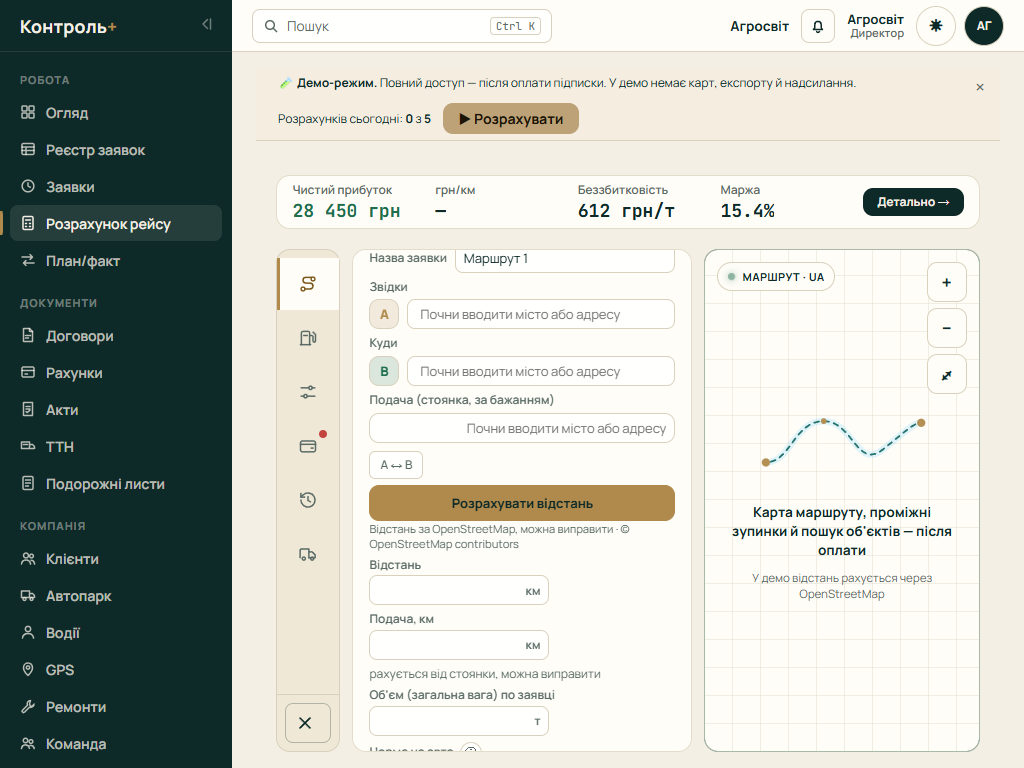 Контроль+
Пошук
Ctrl K
Агросвіт
Агросвіт
Директор
АГ
РОБОТА
Огляд
Реєстр заявок
Заявки
Розрахунок рейсу
План/факт
ДОКУМЕНТИ
Договори
Рахунки
Акти
ТТН
Подорожні листи
КОМПАНІЯ
Клієнти
Автопарк
Водії
GPS
Ремонти
Команда
Демо-режим. Повний доступ — після оплати підписки. У демо немає карт, експорту й надсилання.
×
Розрахунків сьогодні: 0 з 5
▶ Розрахувати
Чистий прибуток
28 450 грн
грн/км
—
Беззбитковість
612 грн/т
Маржа
15.4%
Детально →
Назва заявки
Маршрут 1
Звідки
A
Почни вводити місто або адресу
Куди
B
Почни вводити місто або адресу
Подача (стоянка, за бажанням)
Почни вводити місто або адресу
A ↔ B
Розрахувати відстань
Відстань за OpenStreetMap, можна виправити · ©
OpenStreetMap contributors
Відстань
км
Подача, км
км
рахується від стоянки, можна виправити
Об'єм (загальна вага) по заявці
т
МАРШРУТ · UA
+
−
Карта маршруту, проміжні
зупинки й пошук об'єктів — після
оплати
У демо відстань рахується через
OpenStreetMap